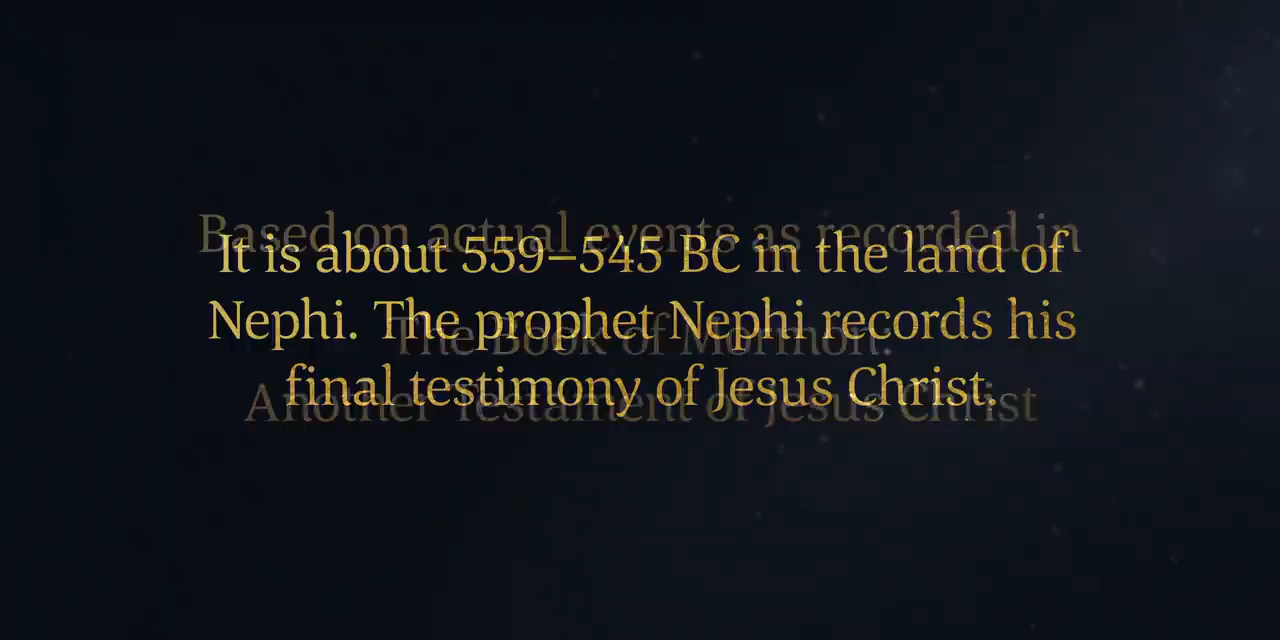 Based on actual events as recorded in
It is about 559–545 BC in the land of
Nephi. The prophet Nephi records his
The Book of Mormon:
final testimony of Jesus Christ.
Another Testament of Jesus Christ